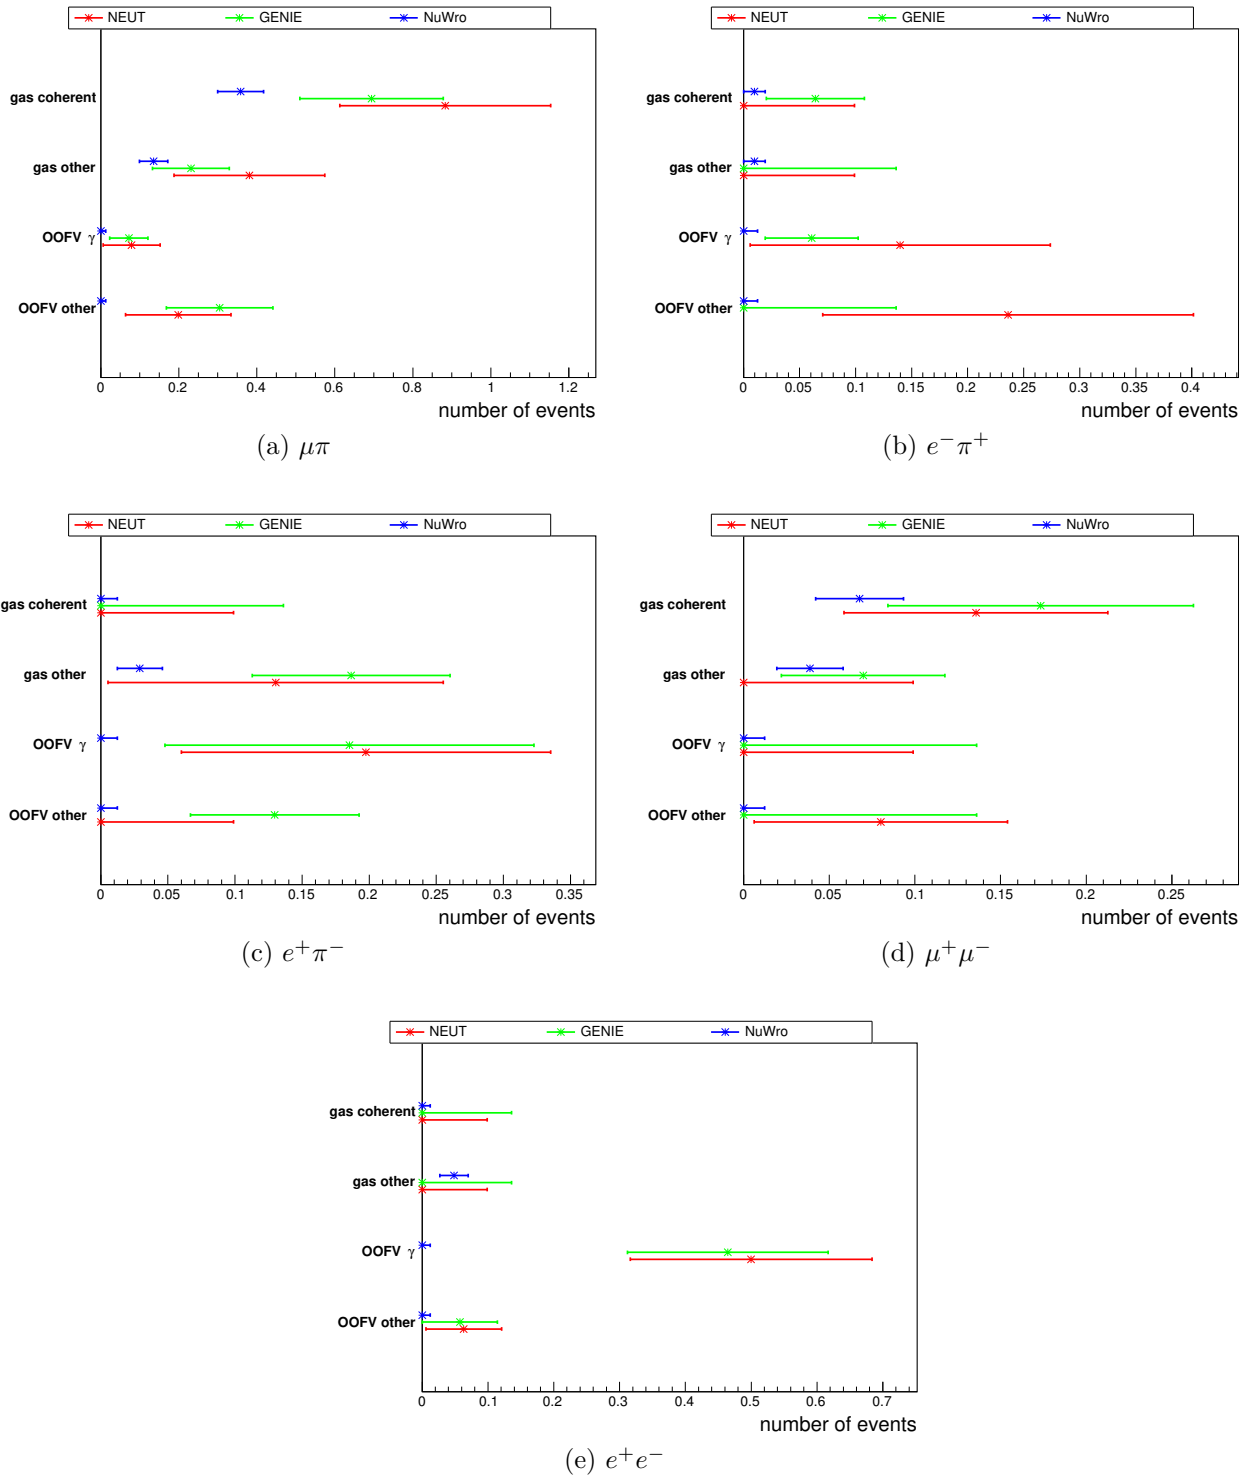 NEUT GENIE NuWro
gas coherent
gas other
OOFV γ
OOFV other
0 0.2 0.4 0.6 0.8 1 1.2
number of events
(a) μπ
NEUT GENIE NuWro
gas coherent
gas other
OOFV γ
OOFV other
0 0.05 0.1 0.15 0.2 0.25 0.3 0.35 0.4
number of events
(b) e⁻π⁺
NEUT GENIE NuWro
gas coherent
gas other
OOFV γ
OOFV other
0 0.05 0.1 0.15 0.2 0.25 0.3 0.35
number of events
(c) e⁺π⁻
NEUT GENIE NuWro
gas coherent
gas other
OOFV γ
OOFV other
0 0.05 0.1 0.15 0.2 0.25
number of events
(d) μ⁺μ⁻
NEUT GENIE NuWro
gas coherent
gas other
OOFV γ
OOFV other
0 0.1 0.2 0.3 0.4 0.5 0.6 0.7
number of events
(e) e⁺e⁻